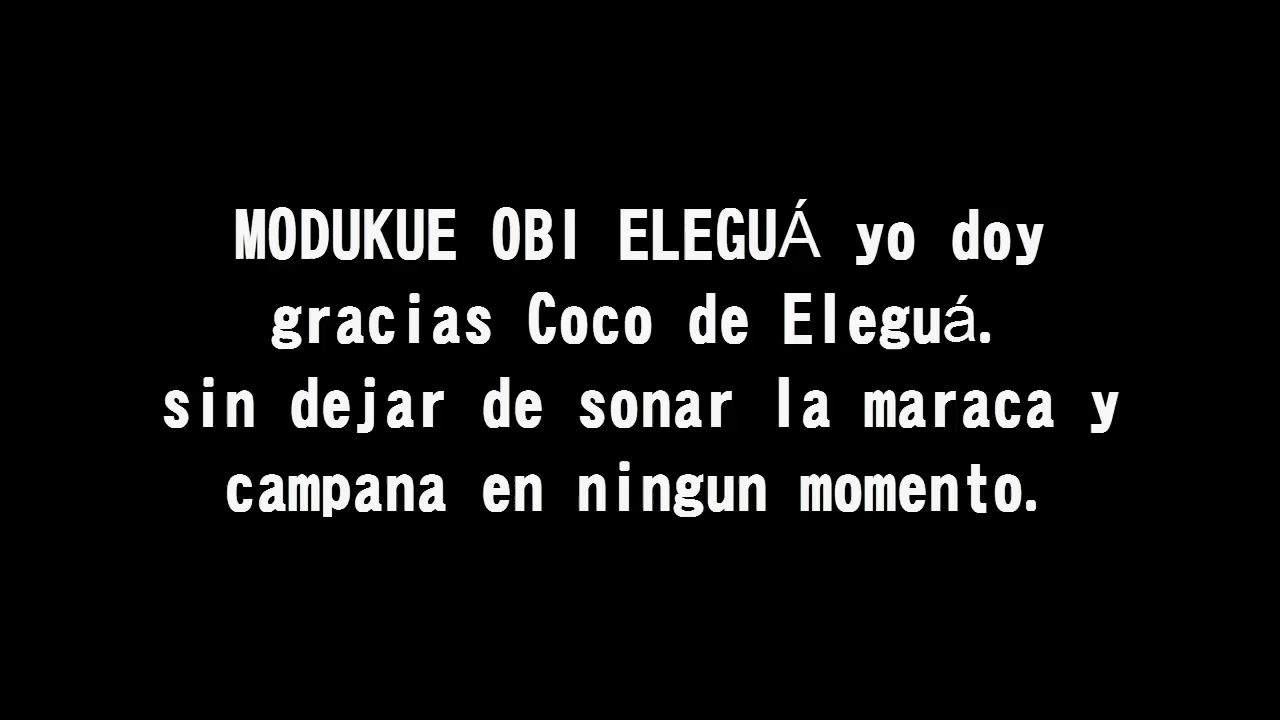 MODUKUE OBI ELEGUÁ yo doy
gracias Coco de Eleguá.
sin dejar de sonar la maraca y
campana en ningun momento.